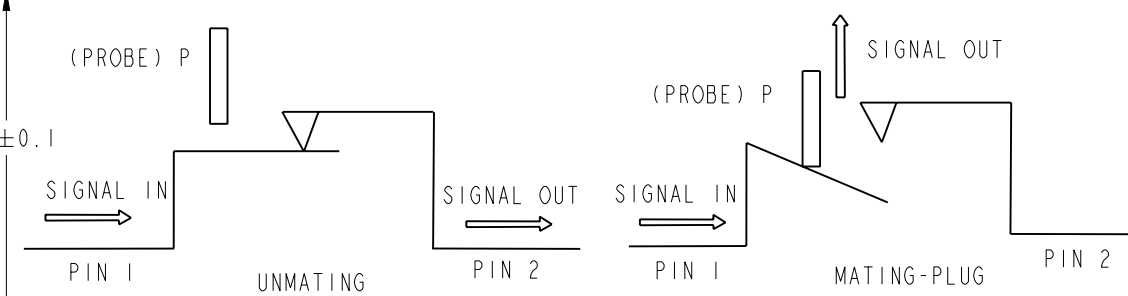 SIGNAL OUT
(PROBE) P
(PROBE) P
±0.1
SIGNAL IN
SIGNAL OUT
SIGNAL IN
PIN 1
UNMATING
PIN 2
PIN 1
MATING-PLUG
PIN 2